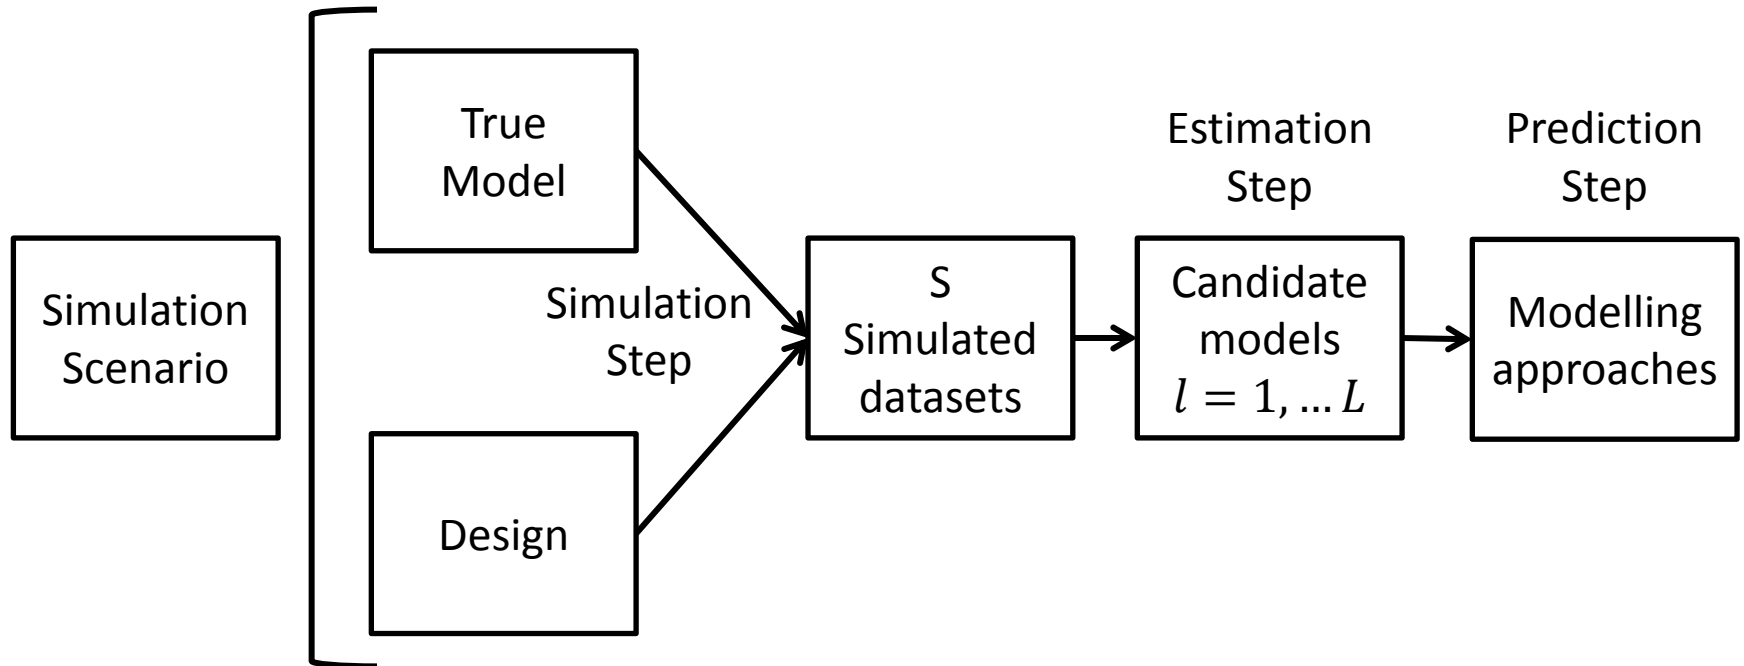 Simulation
Scenario
True
Model
Design
Simulation
Step
S
Simulated
datasets
Estimation
Step
Candidate
models
l = 1, … L
Prediction
Step
Modelling
approaches